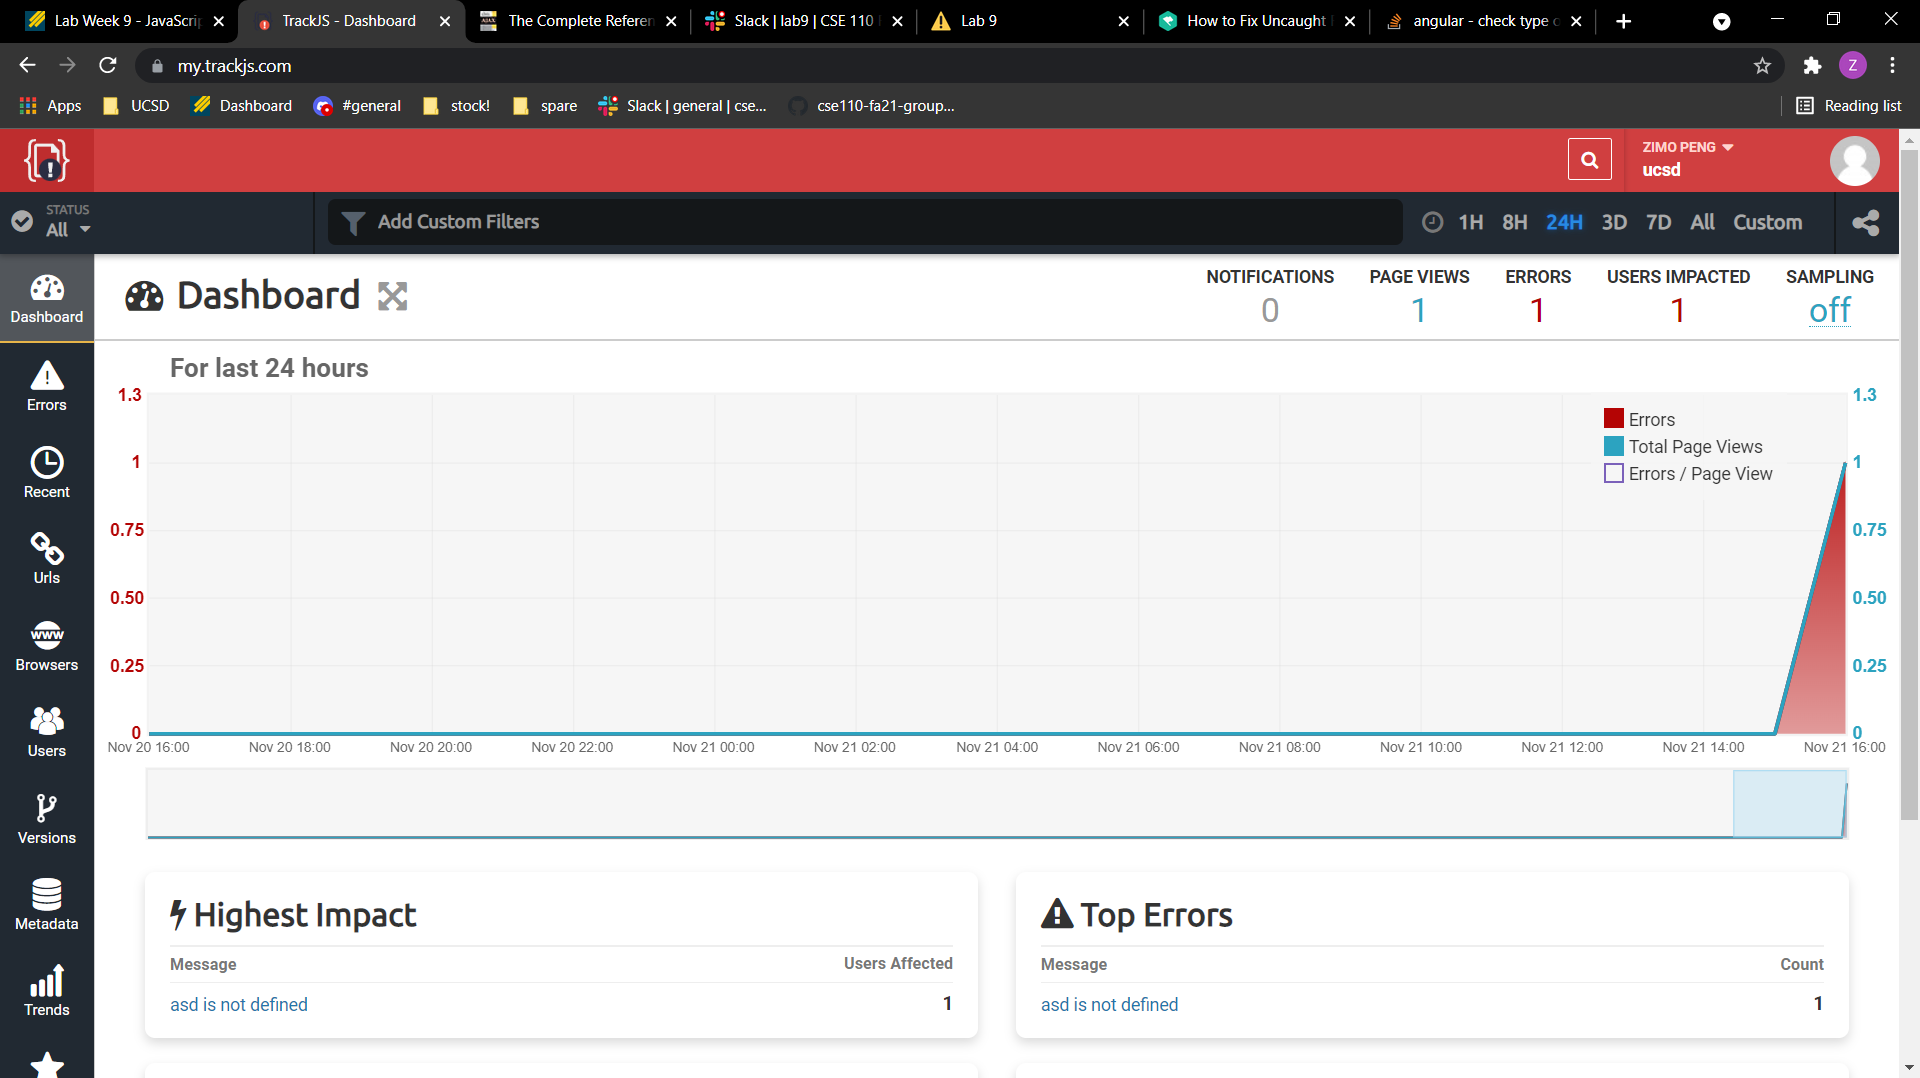 Lab Week 9 - JavaScrip
TrackJS - Dashboard
The Complete Referen
Slack | lab9 | CSE 110
Lab 9
How to Fix Uncaught
angular - check type o
my.trackjs.com
Z
Apps
UCSD
Dashboard
#general
stock!
spare
Slack | general | cse...
cse110-fa21-group...
Reading list
ZIMO PENG
ucsd
STATUS
All
Add Custom Filters
1H 8H 24H 3D 7D All Custom
Dashboard
Errors
Recent
Urls
www
Browsers
Users
Versions
Metadata
Trends
Dashboard
NOTIFICATIONS
0
PAGE VIEWS
1
ERRORS
1
USERS IMPACTED
1
SAMPLING
off
For last 24 hours
1.3
1
0.75
0.50
0.25
0
1.3
1
0.75
0.50
0.25
0
Errors
Total Page Views
Errors / Page View
Nov 20 16:00 Nov 20 18:00 Nov 20 20:00 Nov 20 22:00 Nov 21 00:00 Nov 21 02:00 Nov 21 04:00 Nov 21 06:00 Nov 21 08:00 Nov 21 10:00 Nov 21 12:00 Nov 21 14:00 Nov 21 16:00
Highest Impact
Message Users Affected
asd is not defined 1
Top Errors
Message Count
asd is not defined 1